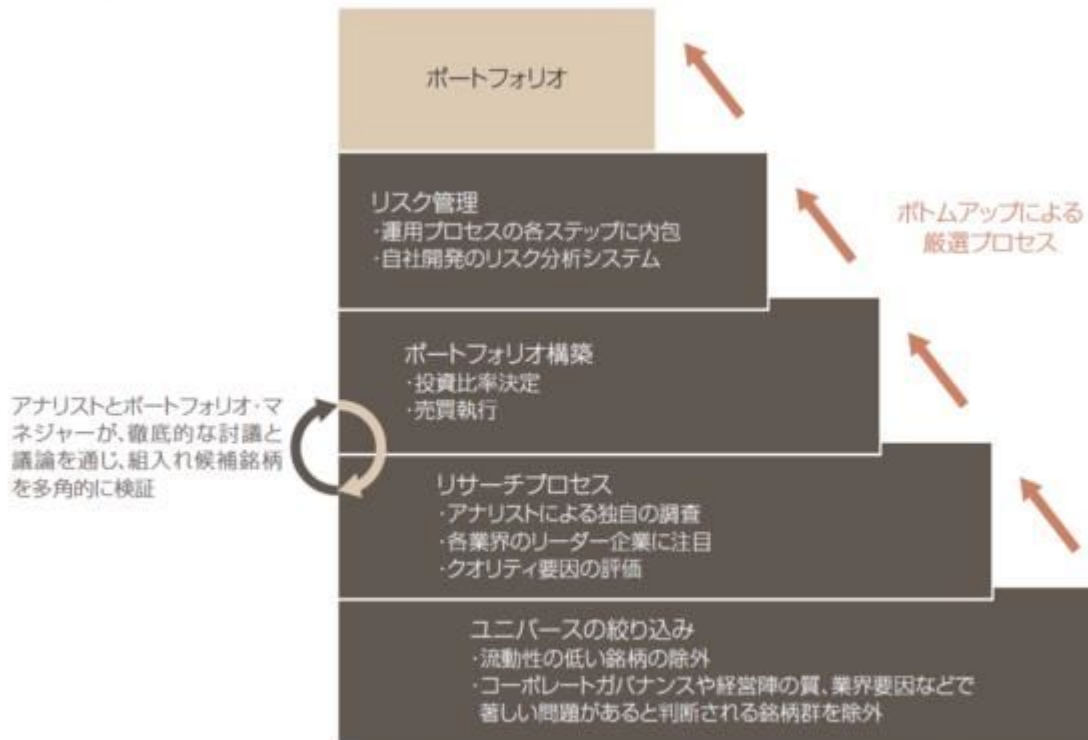 ポートフォリオ
リスク管理
・運用プロセスの各ステップに内包
・自社開発のリスク分析システム
ボトムアップによる
厳選プロセス
ポートフォリオ構築
・投資比率決定
・売買執行
アナリストとポートフォリオ・マ
ネジャーが、徹底的な討議と
議論を通じ、組入れ候補銘柄
を多角的に検証
リサーチプロセス
・アナリストによる独自の調査
・各業界のリーダー企業に注目
・クオリティ要因の評価
ユニバースの絞り込み
・流動性の低い銘柄の除外
・コーポレートガバナンスや経営陣の質、業界要因などで
著しい問題があると判断される銘柄群を除外